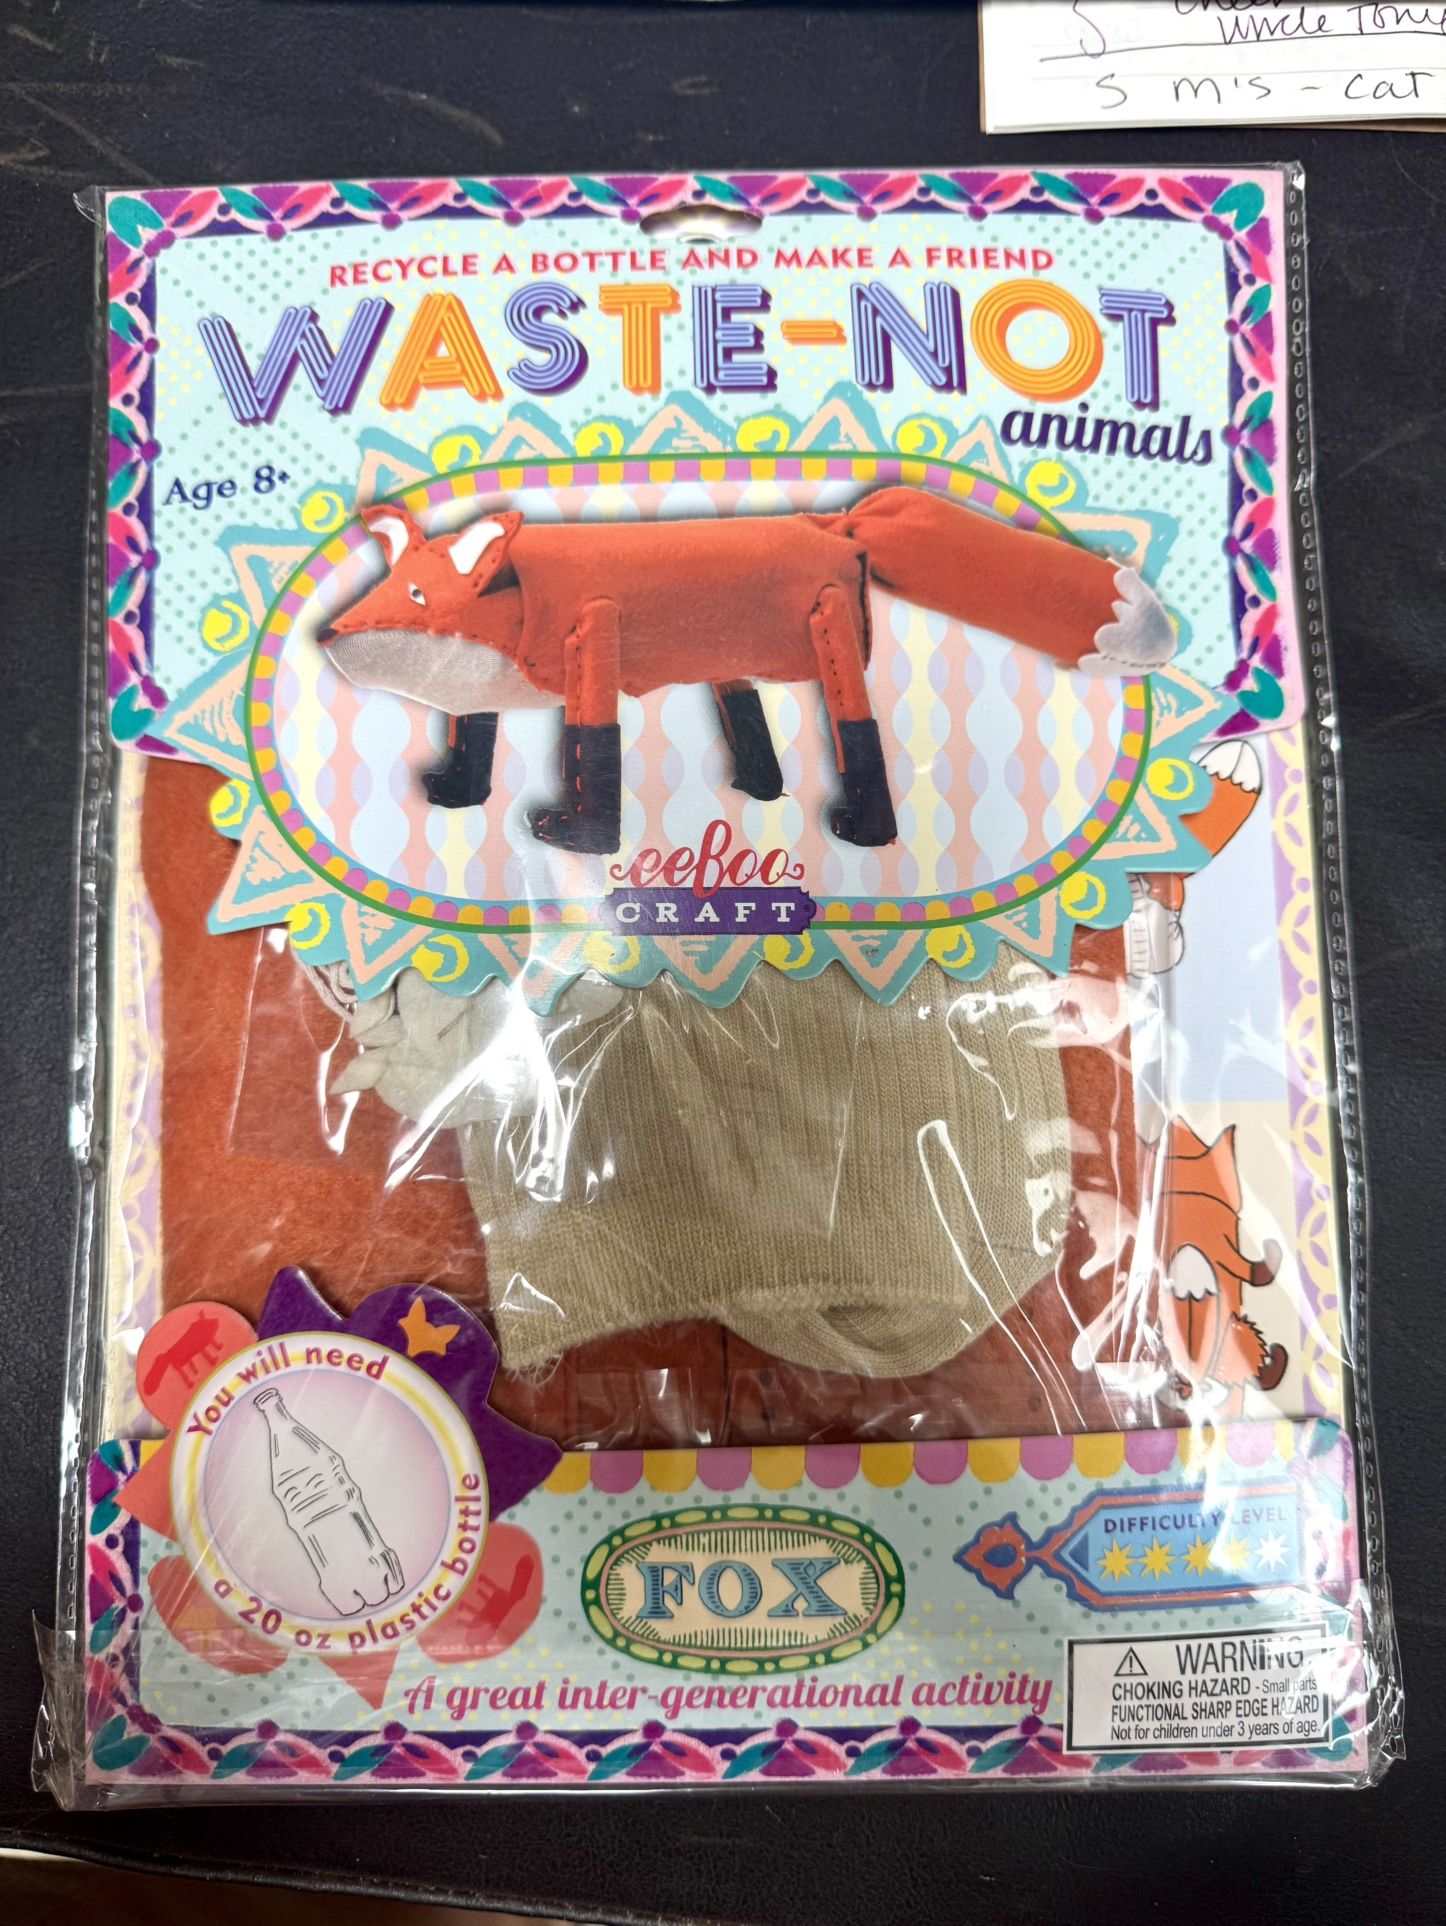 Uncle Tony
S M's - cat
RECYCLE A BOTTLE AND MAKE A FRIEND
WASTE-NOT
animals
Age 8+
eeBoo
CRAFT
You will need
a 20 oz plastic bottle
FOX
DIFFICULTY LEVEL
A great inter-generational activity
WARNING:
CHOKING HAZARD - Small parts
FUNCTIONAL SHARP EDGE HAZARD
Not for children under 3 years of age.